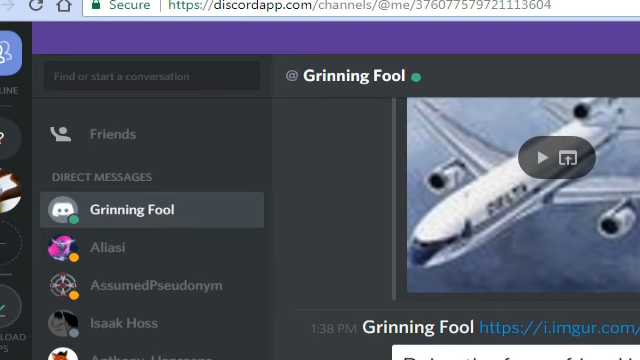 Secure https://discordapp.com/channels/@me/376077579721113604
Find or start a conversation
@ Grinning Fool
LINE
?
Friends
DIRECT MESSAGES
DELTA
Grinning Fool
Aliasi
AssumedPseudonym
Isaak Hoss
1:38 PM Grinning Fool https://i.imgur.com/